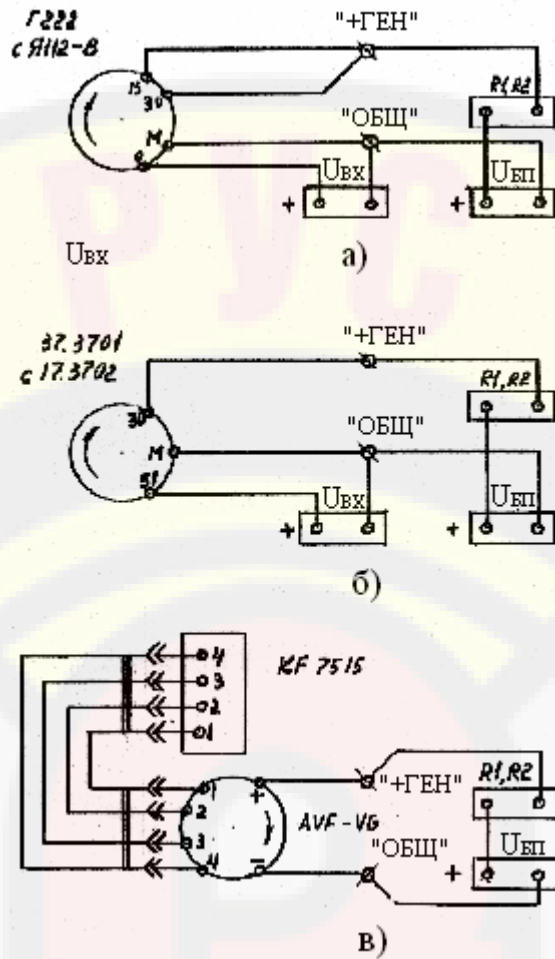 Г222
с Я112-В
"+ГЕН"
15
30
R1,R2
М
"ОБЩ"
Uвх
Uбп
+
+
Uвх
а)
37.3701
с 17.3702
"+ГЕН"
30
R1,R2
М
"ОБЩ"
51
Uвх
Uбп
+
+
б)
4
3
2
1
KF 7515
1
2
3
4
+
–
AVF-VG
"+ГЕН"
R1,R2
"ОБЩ"
Uбп
+
в)
РУС